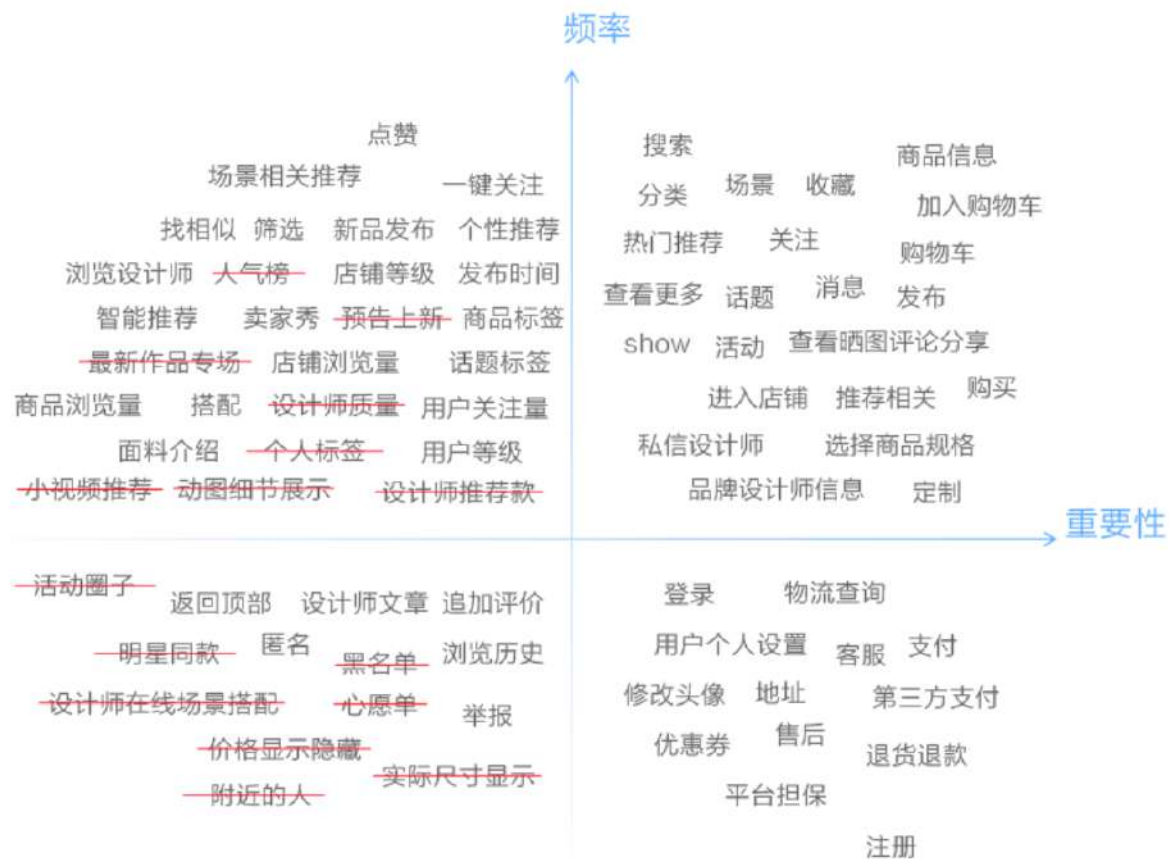 频率
点赞
场景相关推荐 一键关注
找相似 筛选 新品发布 个性推荐
浏览设计师 人气榜 店铺等级 发布时间
智能推荐 卖家秀 预告上新 商品标签
最新作品专场 店铺浏览量 话题标签
商品浏览量 搭配 设计师质量 用户关注量
面料介绍 个人标签 用户等级
小视频推荐 动图细节展示 设计师推荐款
搜索 商品信息
分类 场景 收藏 加入购物车
热门推荐 关注 购物车
查看更多 话题 消息 发布
show 活动 查看晒图评论分享
进入店铺 推荐相关 购买
私信设计师 选择商品规格
品牌设计师信息 定制
重要性
活动圈子 返回顶部 设计师文章 追加评价
明星同款 匿名 黑名单 浏览历史
设计师在线场景搭配 心愿单 举报
价格显示隐藏 实际尺寸显示
附近的人
登录 物流查询
用户个人设置 客服 支付
修改头像 地址 第三方支付
优惠券 售后 退货退款
平台担保
注册